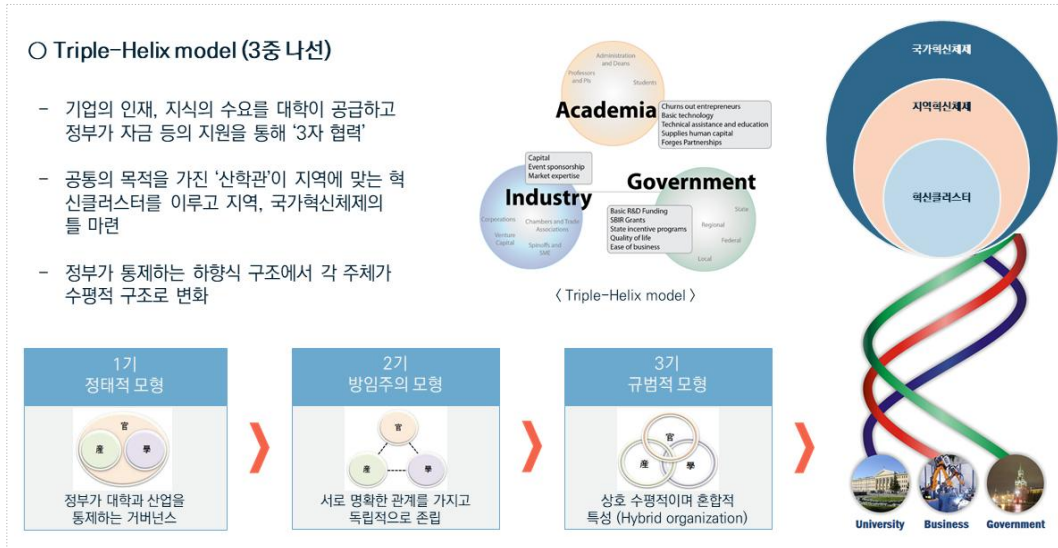 ○ Triple-Helix model (3중 나선)
- 기업의 인재, 지식의 수요를 대학이 공급하고
정부가 자금 등의 지원을 통해 ‘3자 협력’
- 공통의 목적을 가진 ‘산학관’이 지역에 맞는 혁
신클러스터를 이루고 지역, 국가혁신체제의
틀 마련
- 정부가 통제하는 하향식 구조에서 각 주체가
수평적 구조로 변화
Administration
and Deans
Professors
and PIs
Students
Academia
Churns out entrepreneurs
Basic technology
Technical assistance and education
Supplies human capital
Forges Partnerships
Capital
Event sponsorship
Market expertise
Industry
Corporations
Chambers and Trade
Associations
Venture
Capital
Spinoffs and
SME
Government
Basic R&D Funding
SBIR Grants
State incentive programs
Quality of life
Ease of business
State
Regional
Federal
Local
< Triple-Helix model >
국가혁신체제
지역혁신체제
혁신클러스터
1기
정태적 모형
官
産
學
정부가 대학과 산업을
통제하는 거버넌스
2기
방임주의 모형
官
産
學
서로 명확한 관계를 가지고
독립적으로 존립
3기
규범적 모형
官
産
學
상호 수평적이며 혼합적
특성 (Hybrid organization)
University
Business
Government